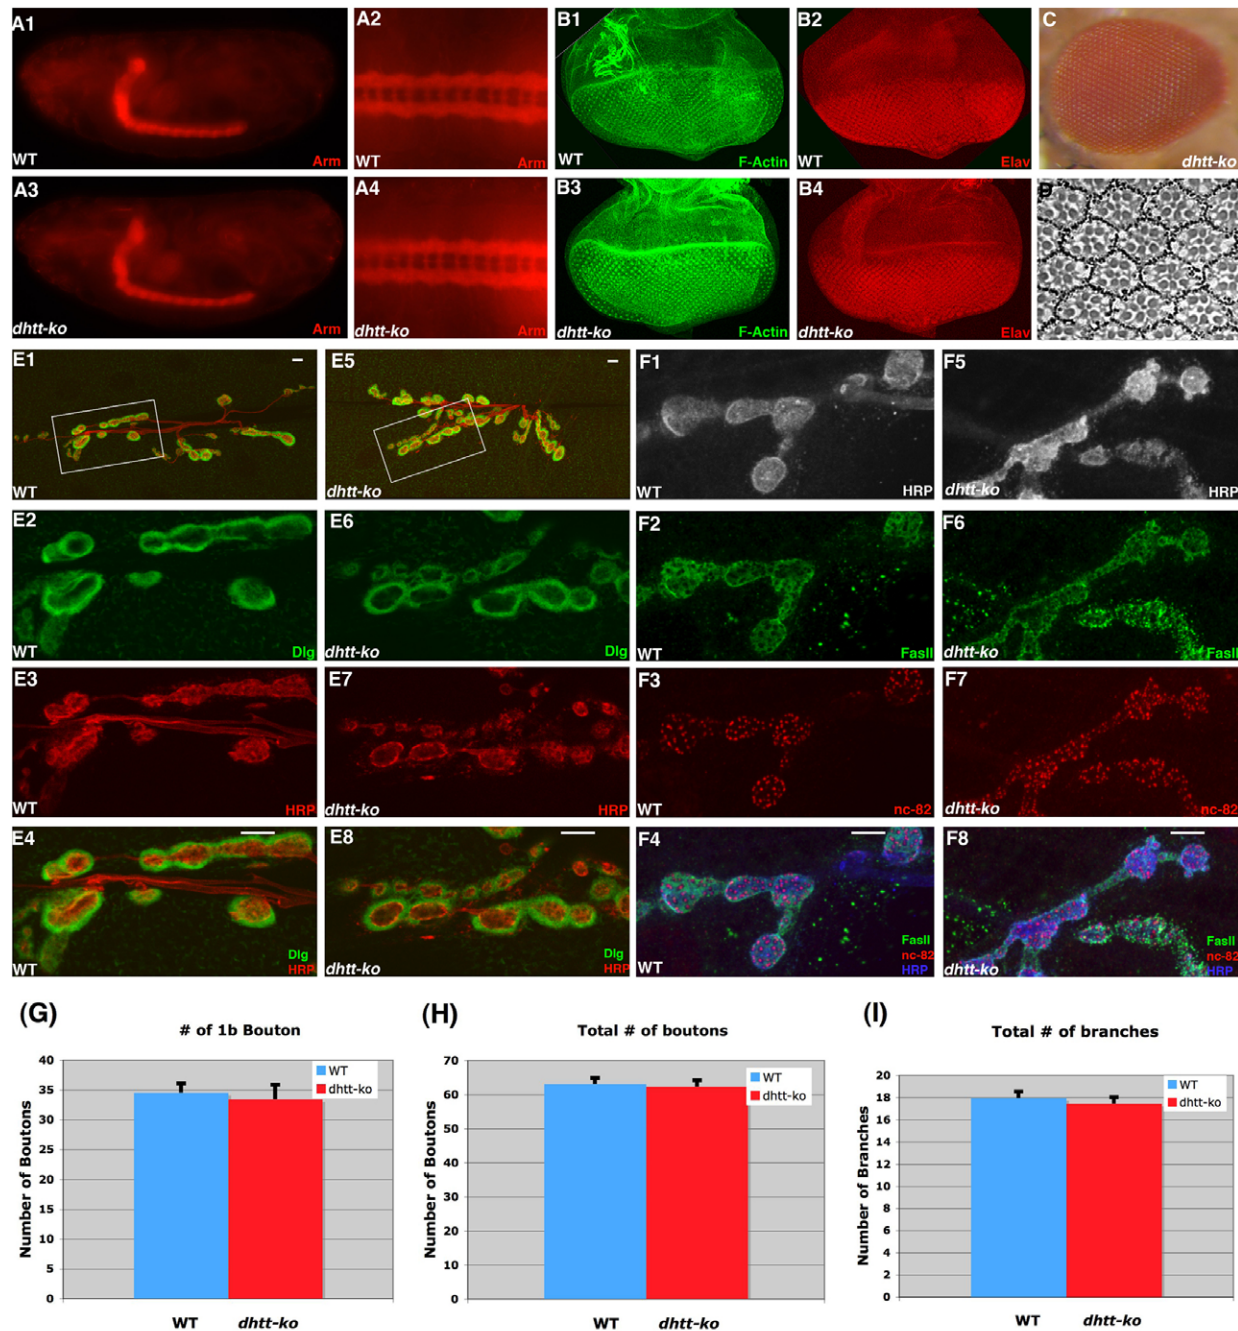 A1
WT
Arm
A2
WT
Arm
B1
WT
F-Actin
B2
WT
Elav
C
dhtt-ko
A3
dhtt-ko
Arm
A4
dhtt-ko
Arm
B3
dhtt-ko
F-Actin
B4
dhtt-ko
Elav
D
E1
WT
E5
dhtt-ko
F1
WT
HRP
F5
dhtt-ko
HRP
E2
WT
Dlg
E6
dhtt-ko
Dlg
F2
WT
FasII
F6
dhtt-ko
FasII
E3
WT
HRP
E7
dhtt-ko
HRP
F3
WT
nc-82
F7
dhtt-ko
nc-82
E4
WT
Dlg
HRP
E8
dhtt-ko
Dlg
HRP
F4
WT
FasII
nc-82
HRP
F8
dhtt-ko
FasII
nc-82
HRP
(G)
# of 1b Bouton
Number of Boutons
40
35
30
25
20
15
10
5
0
WT
dhtt-ko
WT
dhtt-ko
(H)
Total # of boutons
Number of Boutons
70
60
50
40
30
20
10
0
WT
dhtt-ko
WT
dhtt-ko
(I)
Total # of branches
Number of Branches
20
18
16
14
12
10
8
6
4
2
0
WT
dhtt-ko
WT
dhtt-ko